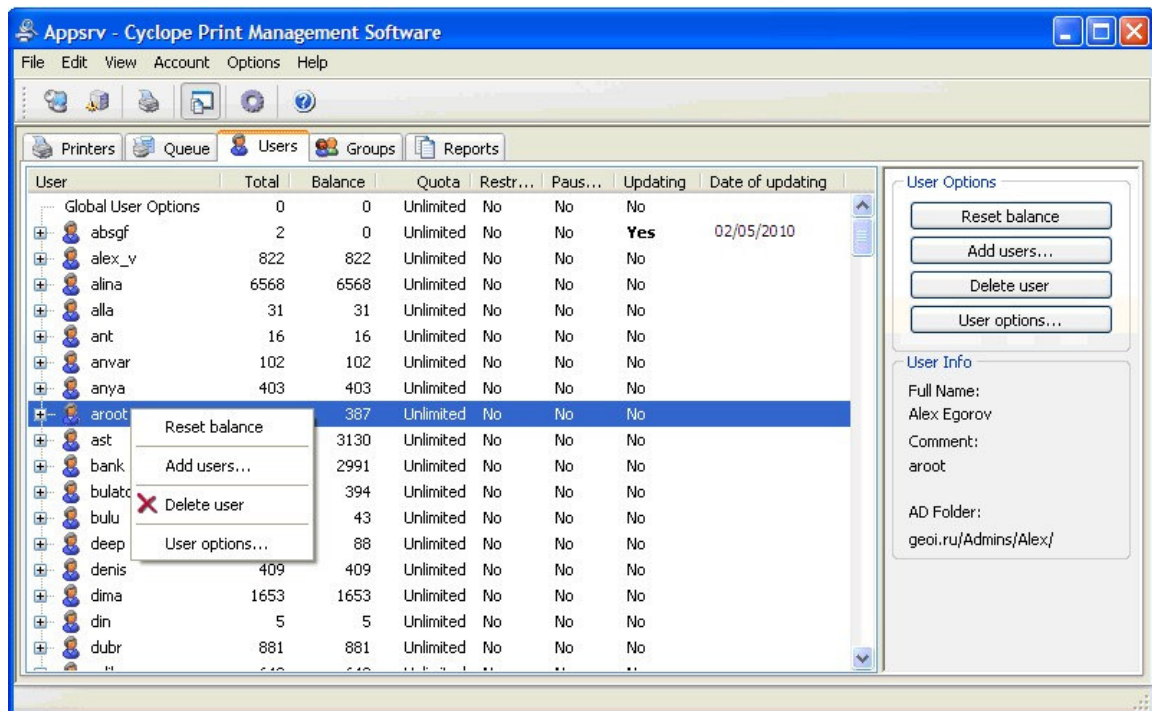 Appsrv - Cyclope Print Management Software
File Edit View Account Options Help
Printers Queue Users Groups Reports
User Total Balance Quota Restr... Paus... Updating Date of updating
Global User Options 0 0 Unlimited No No No
absgf 2 0 Unlimited No No Yes 02/05/2010
alex_v 822 822 Unlimited No No No
alina 6568 6568 Unlimited No No No
alla 31 31 Unlimited No No No
ant 16 16 Unlimited No No No
anvar 102 102 Unlimited No No No
anya 403 403 Unlimited No No No
aroot 387 Unlimited No No No
ast 3130 Unlimited No No No
bank 2991 Unlimited No No No
394 Unlimited No No No
bulu 43 Unlimited No No No
deep 88 Unlimited No No No
denis 409 409 Unlimited No No No
dima 1653 1653 Unlimited No No No
din 5 5 Unlimited No No No
dubr 881 881 Unlimited No No No
Reset balance
Add users...
Delete user
User options...
User Options
Reset balance
Add users...
Delete user
User options...
User Info
Full Name:
Alex Egorov
Comment:
aroot
AD Folder:
geoi.ru/Admins/Alex/